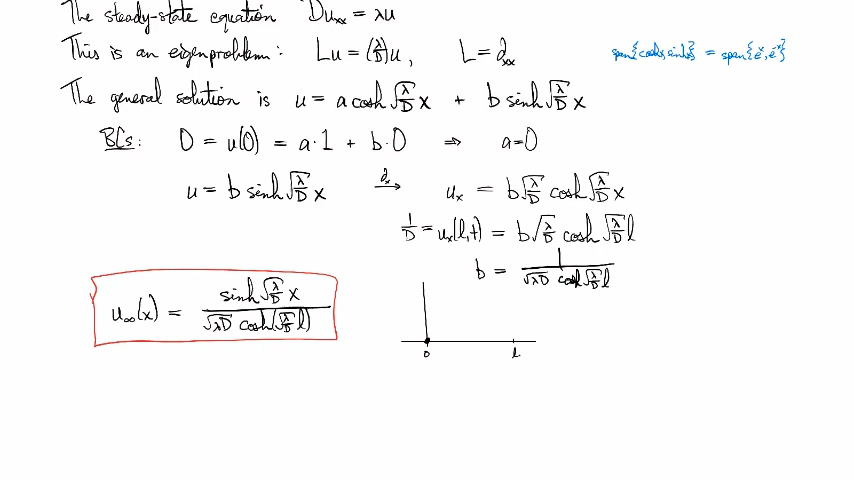 The steady-state equation Du_xx = λu
This is an eigenproblem: Lu = (λ/D)u, L = ∂_xx
span{coshx, sinhx} = span{e^x, e^-x}
The general solution is u = a cosh √(λ/D) x + b sinh √(λ/D) x
BCs: 0 = u(0) = a·1 + b·0 ⇒ a=0
u = b sinh √(λ/D) x ∂_x → u_x = b √(λ/D) cosh √(λ/D) x
1/D = u_x(l,t) = b √(λ/D) cosh √(λ/D) l
b = 1 / (√(λD) cosh √(λ/D) l)
u_∞(x) = sinh √(λ/D) x / (√(λD) cosh(√(λ/D) l))
0 l